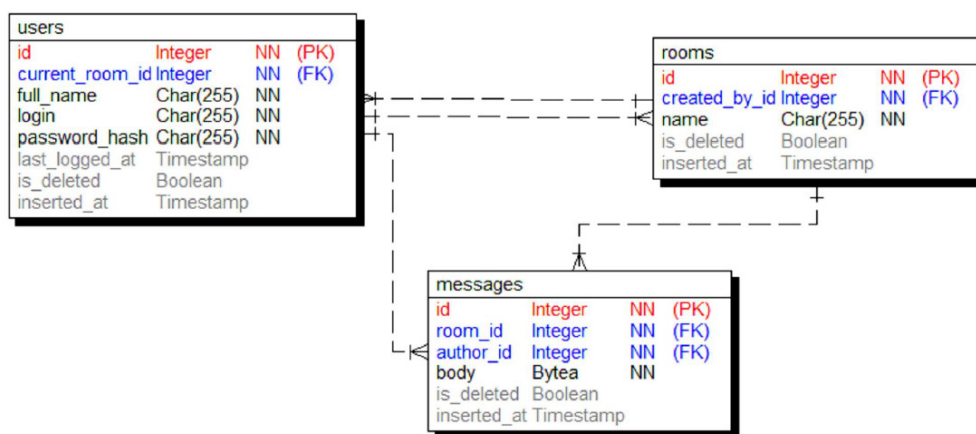 users
id Integer NN (PK)
current_room_id Integer NN (FK)
full_name Char(255) NN
login Char(255) NN
password_hash Char(255) NN
last_logged_at Timestamp
is_deleted Boolean
inserted_at Timestamp
rooms
id Integer NN (PK)
created_by_id Integer NN (FK)
name Char(255) NN
is_deleted Boolean
inserted_at Timestamp
messages
id Integer NN (PK)
room_id Integer NN (FK)
author_id Integer NN (FK)
body Bytea NN
is_deleted Boolean
inserted_at Timestamp